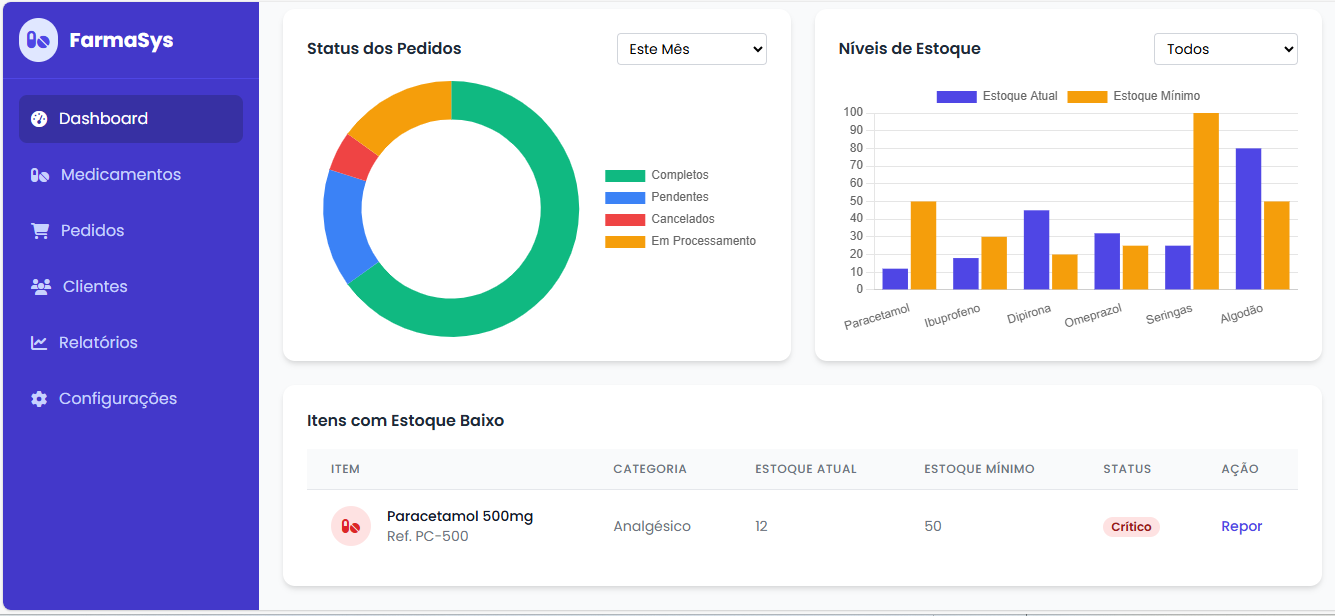 FarmaSys
Dashboard
Medicamentos
Pedidos
Clientes
Relatórios
Configurações
Status dos Pedidos
Este Mês
Completos
Pendentes
Cancelados
Em Processamento
Níveis de Estoque
Todos
Estoque Atual Estoque Mínimo
100
90
80
70
60
50
40
30
20
10
0
Paracetamol Ibuprofeno Dipirona Omeprazol Seringas Algodão
Itens com Estoque Baixo
ITEM CATEGORIA ESTOQUE ATUAL ESTOQUE MÍNIMO STATUS AÇÃO
Paracetamol 500mg
Ref. PC-500
Analgésico 12 50 Crítico Repor